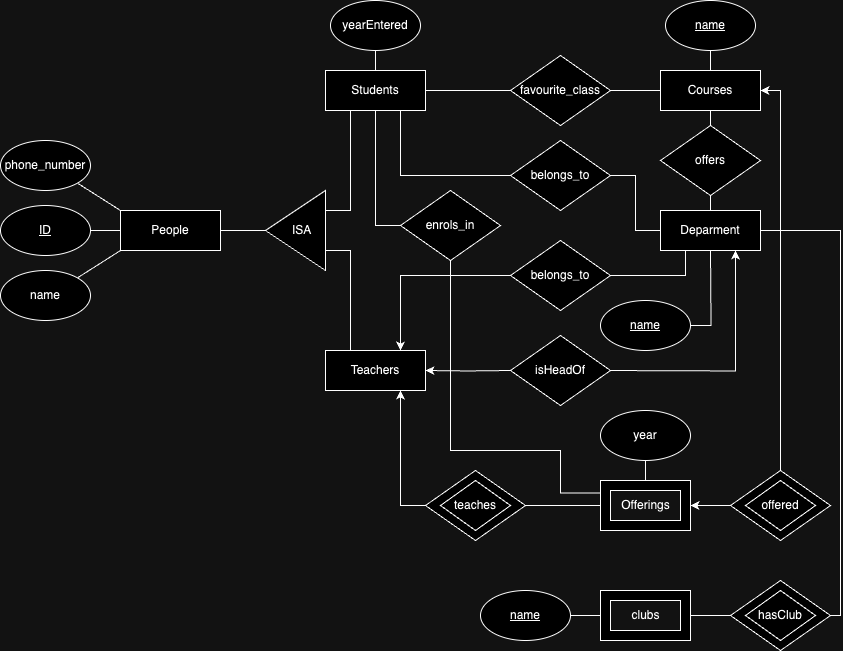 yearEntered
name
Students
favourite_class
Courses
phone_number
belongs_to
offers
ID
People
ISA
enrols_in
Deparment
name
belongs_to
name
Teachers
isHeadOf
year
teaches
Offerings
offered
name
clubs
hasClub